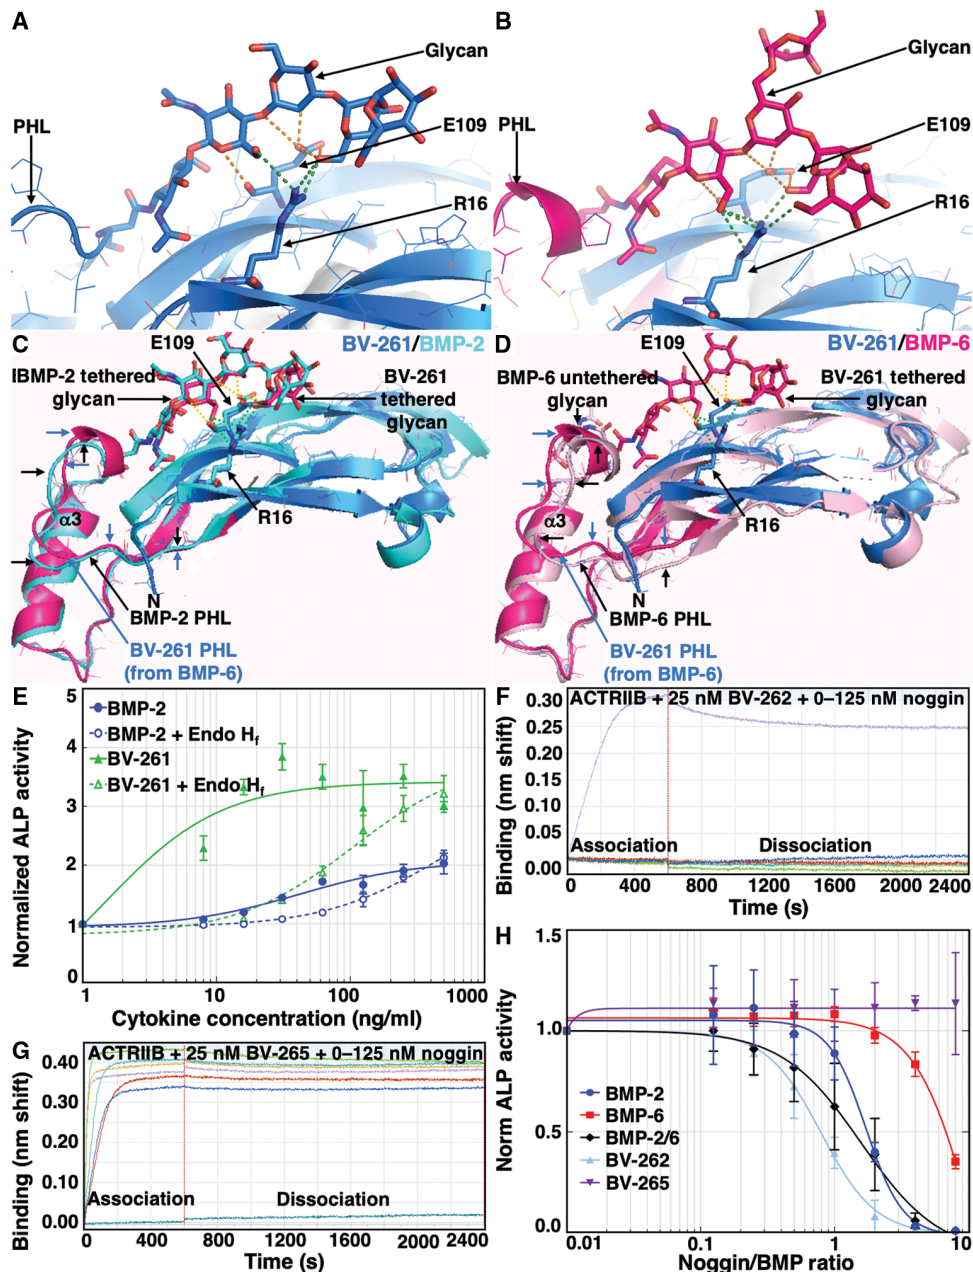 A
Glycan
PHL
E109
R16
B
Glycan
PHL
E109
R16
C
E109
BV-261/BMP-2
IBMP-2 tethered
glycan
BV-261
tethered
glycan
α3
R16
N
BMP-2 PHL
BV-261 PHL
(from BMP-6)
D
E109
BV-261/BMP-6
BMP-6 untethered
glycan
BV-261 tethered
glycan
α3
R16
N
BMP-6 PHL
BV-261 PHL
(from BMP-6)
E
Normalized ALP activity
5
4
3
2
1
0
BMP-2
BMP-2 + Endo Hf
BV-261
BV-261 + Endo Hf
1 10 100 1000
Cytokine concentration (ng/ml)
F
ACTRIIB + 25 nM BV-262 + 0–125 nM noggin
Binding (nm shift)
0.30
0.20
0.15
0.10
0.05
0.00
Association
Dissociation
0 400 800 1200 1600 2000 2400
Time (s)
G
ACTRIIB + 25 nM BV-265 + 0–125 nM noggin
Binding (nm shift)
0.40
0.30
0.20
0.10
0.00
Association
Dissociation
0 400 800 1200 1600 2000 2400
Time (s)
H
Norm ALP activity
1.5
1.0
0.5
0.0
BMP-2
BMP-6
BMP-2/6
BV-262
BV-265
0.01 0.1 1 10
Noggin/BMP ratio